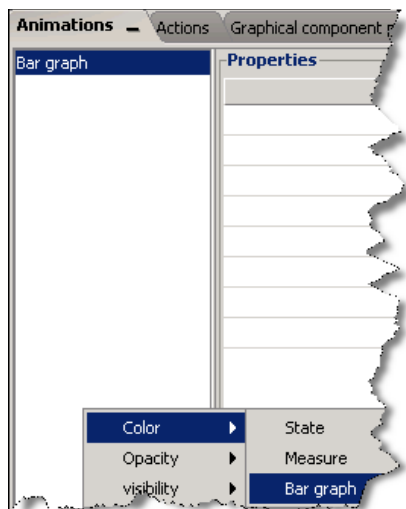 Animations Actions Graphical component
Bar graph Properties
Color State
Opacity Measure
visibility Bar graph